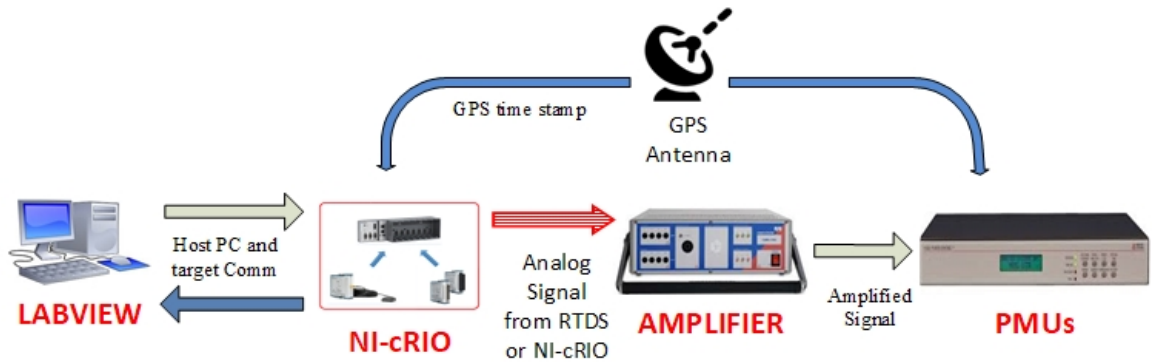 GPS time stamp
GPS
Antenna
Host PC and
target Comm
LABVIEW
NI-cRIO
Analog
Signal
from RTDS
or NI-cRIO
AMPLIFIER
Amplified
Signal
PMUs